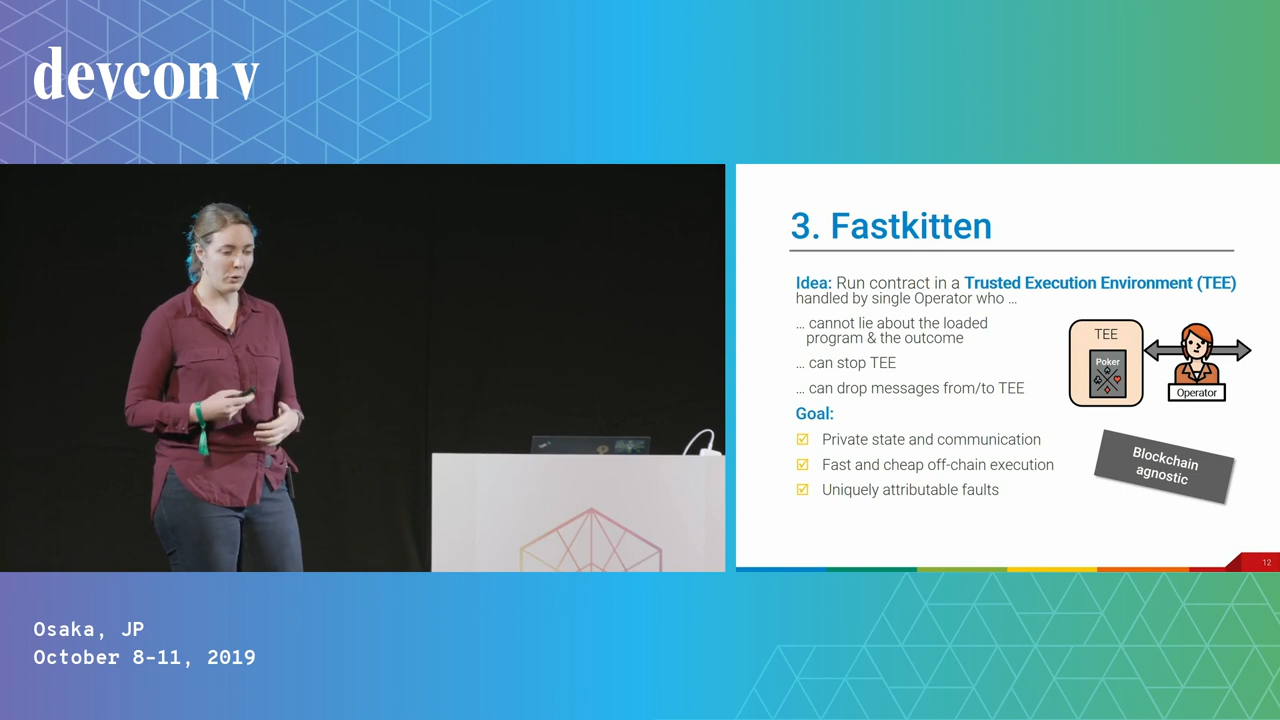 devcon v
3. Fastkitten
Idea: Run contract in a Trusted Execution Environment (TEE)
handled by single Operator who ...
... cannot lie about the loaded
program & the outcome
... can stop TEE
... can drop messages from/to TEE
TEE
Poker
Operator
Goal:
Private state and communication
Fast and cheap off-chain execution
Uniquely attributable faults
Blockchain
agnostic
12
Osaka, JP
October 8-11, 2019